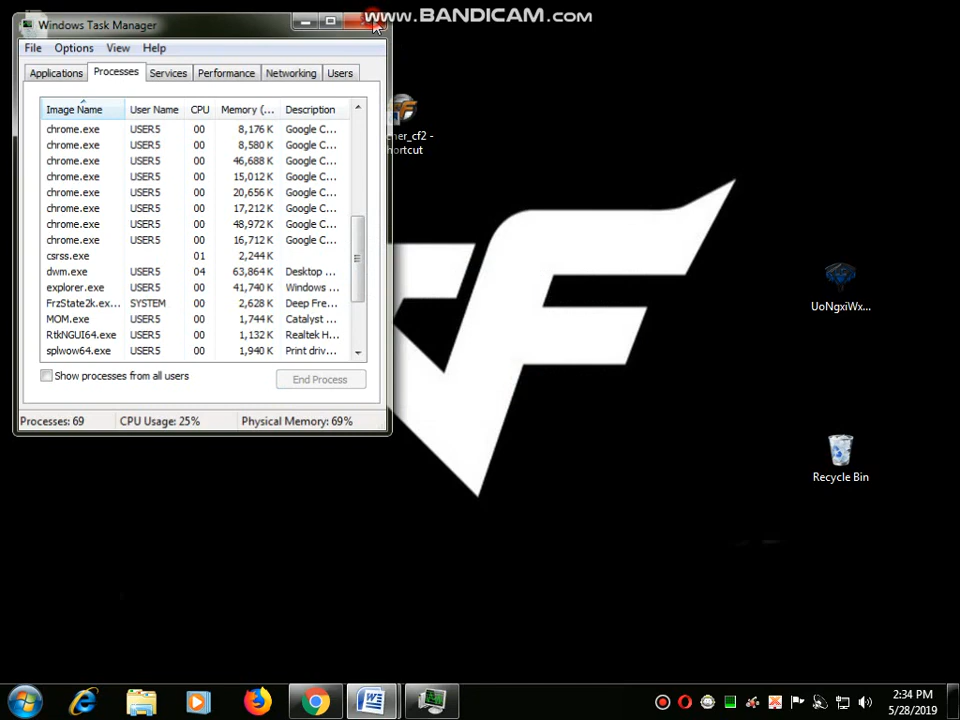 www.BANDICAM.com
Windows Task Manager
File Options View Help
Applications Processes Services Performance Networking Users
Image Name User Name CPU Memory (... Description
chrome.exe USER5 00 8,176 K Google C...
chrome.exe USER5 00 8,580 K Google C...
chrome.exe USER5 00 46,688 K Google C...
chrome.exe USER5 00 15,012 K Google C...
chrome.exe USER5 00 20,656 K Google C...
chrome.exe USER5 00 17,212 K Google C...
chrome.exe USER5 00 48,972 K Google C...
chrome.exe USER5 00 16,712 K Google C...
csrss.exe 01 2,244 K
dwm.exe USER5 04 63,864 K Desktop ...
explorer.exe USER5 00 41,740 K Windows ...
FrzState2k.ex... SYSTEM 00 2,628 K Deep Fre...
MOM.exe USER5 00 1,744 K Catalyst ...
RtkNGUI64.exe USER5 00 1,132 K Realtek H...
splwow64.exe USER5 00 1,940 K Print driv...
Show processes from all users
End Process
Processes: 69 CPU Usage: 25% Physical Memory: 69%
her_cf2 -
hortcut
UoNgxiWx...
Recycle Bin
2:34 PM
5/28/2019